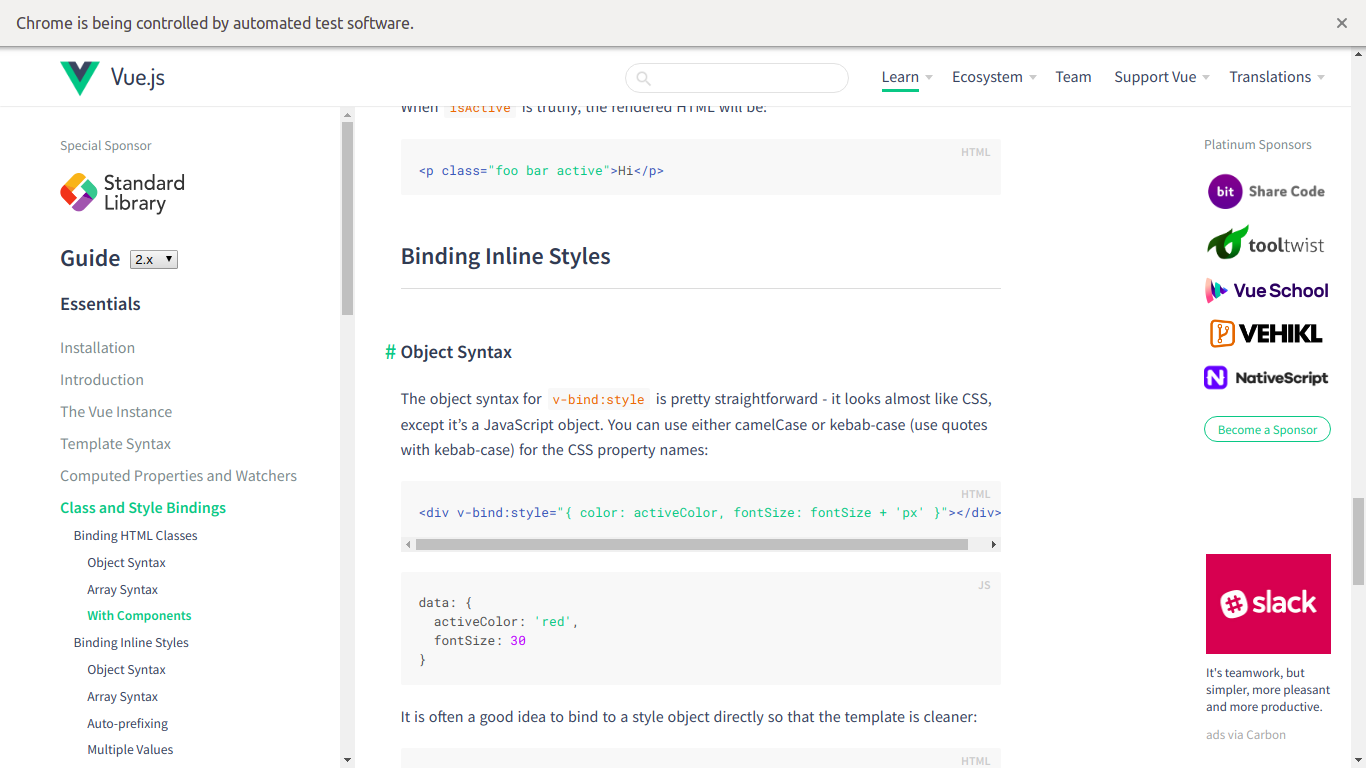 Chrome is being controlled by automated test software.
Vue.js
Learn
Ecosystem
Team
Support Vue
Translations
Special Sponsor
Standard
Library
Guide
2.x
Essentials
Installation
Introduction
The Vue Instance
Template Syntax
Computed Properties and Watchers
Class and Style Bindings
Binding HTML Classes
Object Syntax
Array Syntax
With Components
Binding Inline Styles
Object Syntax
Array Syntax
Auto-prefixing
Multiple Values
When isActive is truthy, the rendered HTML will be:
HTML
<p class="foo bar active">Hi</p>
Binding Inline Styles
# Object Syntax
The object syntax for v-bind:style is pretty straightforward - it looks almost like CSS,
except it’s a JavaScript object. You can use either camelCase or kebab-case (use quotes
with kebab-case) for the CSS property names:
HTML
<div v-bind:style="{ color: activeColor, fontSize: fontSize + 'px' }"></div>
JS
data: {
activeColor: 'red',
fontSize: 30
}
It is often a good idea to bind to a style object directly so that the template is cleaner:
HTML
Platinum Sponsors
bit Share Code
tooltwist
Vue School
VEHIKL
NativeScript
Become a Sponsor
slack
It's teamwork, but
simpler, more pleasant
and more productive.
ads via Carbon